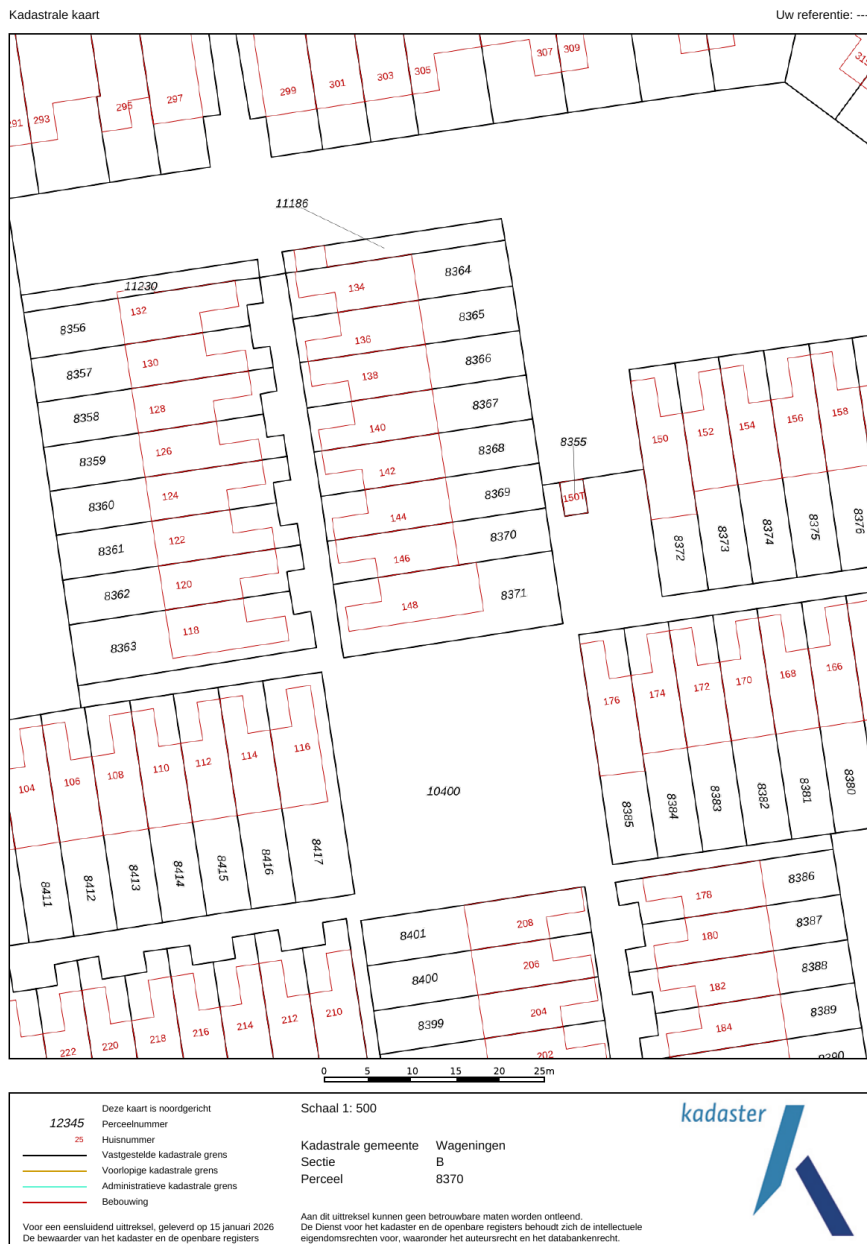 Kadastrale kaart
Uw referentie: ---
291 293 295 297 299 301 303 305 307 309
11186
11230
132 134 8364
8356 136 8365
130 8366
8357 138
8358 128 8367
140
8359 126 8368 8355
142 150 152 154 156 158
8360 124 8369 150T
144
8361 122 8370
146 8372 8373 8374 8375 8376
8362 120 8371
148
8363 118
176 174 172 170 168 166
104 106 108 110 112 114 116
10400
8385 8384 8383 8382 8381 8380
8411 8412 8413 8414 8415 8416 8417
178 8386
8401 208 180 8387
8400 206 182 8388
8399 204 184 8389
222 220 218 216 214 212 210 202 8390
0 5 10 15 20 25m
Deze kaart is noordgericht
12345 Perceelnummer
25 Huisnummer
Vastgestelde kadastrale grens
Voorlopige kadastrale grens
Administratieve kadastrale grens
Bebouwing
Voor een eensluidend uittreksel, geleverd op 15 januari 2026
De bewaarder van het kadaster en de openbare registers
Schaal 1: 500
Kadastrale gemeente Wageningen
Sectie B
Perceel 8370
Aan dit uittreksel kunnen geen betrouwbare maten worden ontleend.
De Dienst voor het kadaster en de openbare registers behoudt zich de intellectuele
eigendomsrechten voor, waaronder het auteursrecht en het databankenrecht.
kadaster